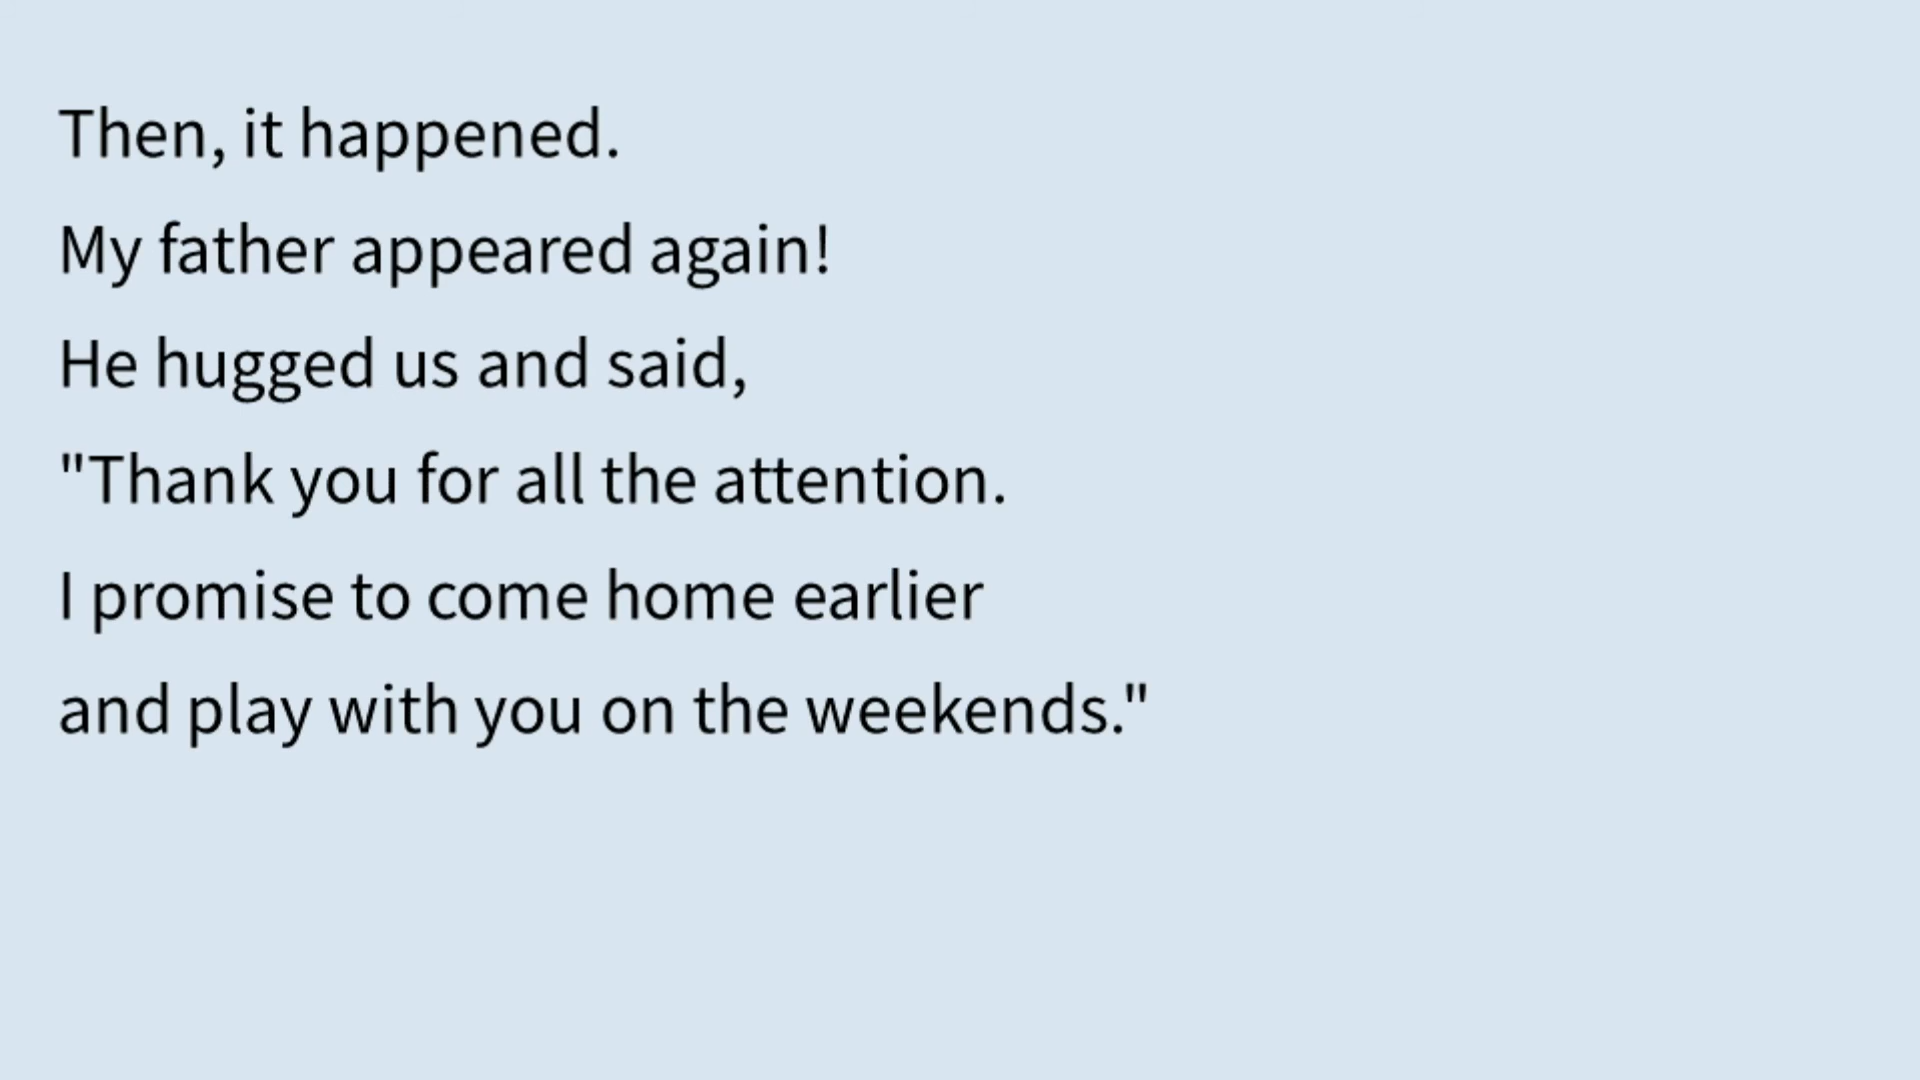 Then, it happened.
My father appeared again!
He hugged us and said,
"Thank you for all the attention.
I promise to come home earlier
and play with you on the weekends."